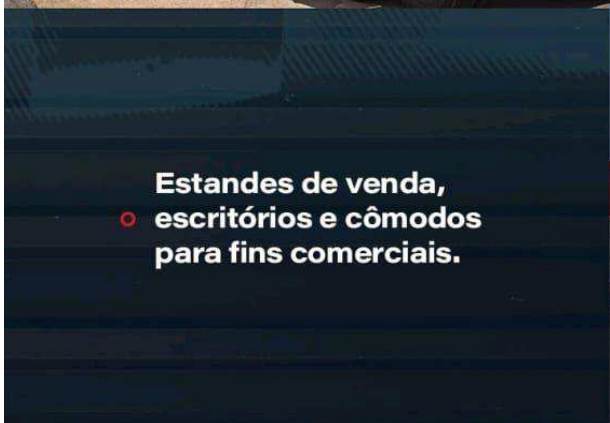 Estandes de venda,
escritórios e cômodos
para fins comerciais.